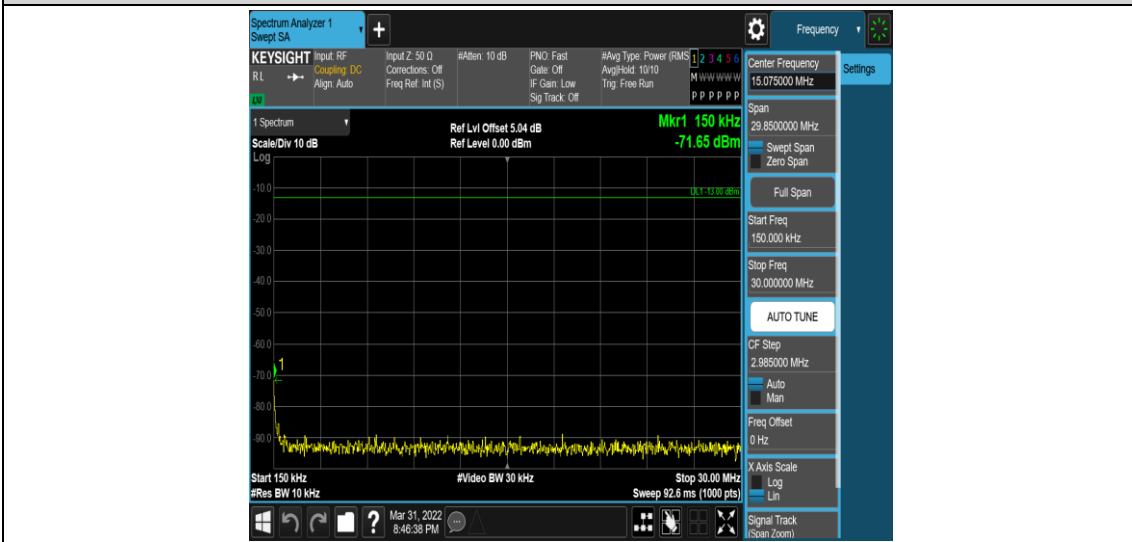 Spectrum Analyzer 1
Swept SA
+
Frequency
KEYSIGHT
RL
LXI
Input: RF
Coupling: DC
Align: Auto
Input Z: 50 Ω
Corrections: Off
Freq Ref: Int (S)
#Atten: 10 dB
PNO: Fast
Gate: Off
IF Gain: Low
Sig Track: Off
#Avg Type: Power (RMS
Avg|Hold: 10/10
Trig: Free Run
1 2 3 4 5 6
M W W W W W
P P P P P P
Center Frequency
15.075000 MHz
Settings
Span
29.8500000 MHz
Swept Span
Zero Span
Full Span
Start Freq
150.000 kHz
Stop Freq
30.000000 MHz
AUTO TUNE
CF Step
2.985000 MHz
Auto
Man
Freq Offset
0 Hz
X Axis Scale
Log
Lin
Signal Track
(Span Zoom)
1 Spectrum
Scale/Div 10 dB
Log
Ref Lvl Offset 5.04 dB
Ref Level 0.00 dBm
Mkr1 150 kHz
-71.65 dBm
DL1 -13.00 dBm
-10.0
-20.0
-30.0
-40.0
-50.0
-60.0
1
-70.0
-80.0
-90.0
Start 150 kHz
#Video BW 30 kHz
Stop 30.00 MHz
#Res BW 10 kHz
Sweep 92.6 ms (1000 pts)
?
Mar 31, 2022
8:46:38 PM